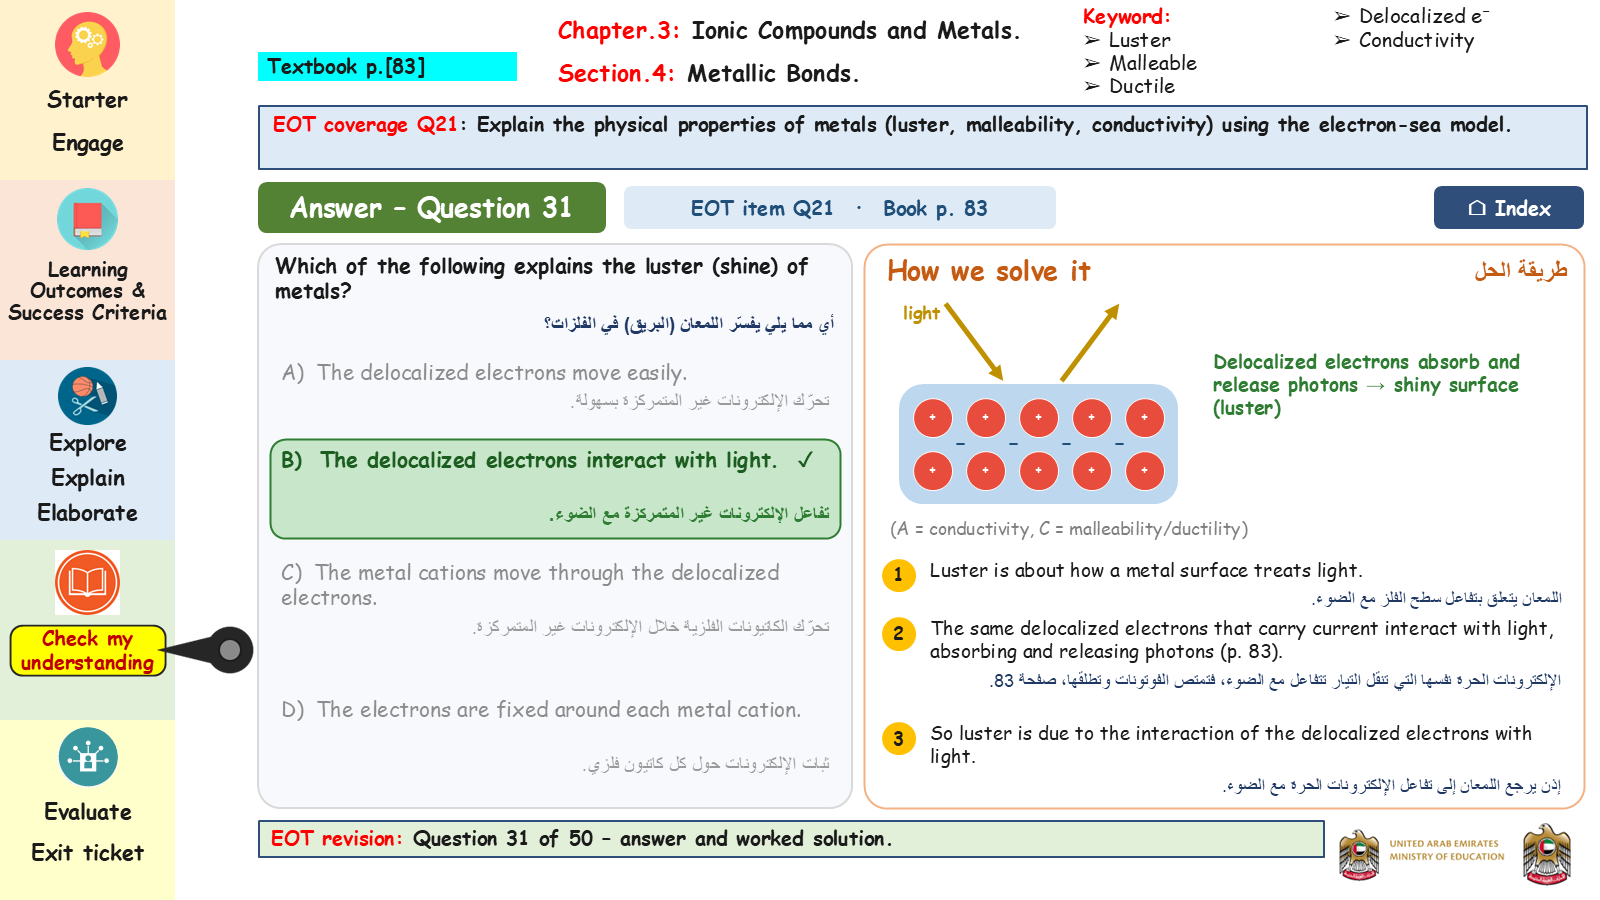 Starter
Engage
Learning
Outcomes &
Success Criteria
Explore
Explain
Elaborate
Check my
understanding
Evaluate
Exit ticket
Textbook p.[83]
Chapter.3: Ionic Compounds and Metals.
Section.4: Metallic Bonds.
Keyword:
➢ Luster
➢ Malleable
➢ Ductile
➢ Delocalized e⁻
➢ Conductivity
EOT coverage Q21: Explain the physical properties of metals (luster, malleability, conductivity) using the electron-sea model.
Answer – Question 31
EOT item Q21 · Book p. 83
☖ Index
Which of the following explains the luster (shine) of
metals?
أي مما يلي يفسّر اللمعان (البريق) في الفلزات؟
A) The delocalized electrons move easily.
تحرّك الإلكترونات غير المتمركزة بسهولة.
B) The delocalized electrons interact with light. ✓
تفاعل الإلكترونات غير المتمركزة مع الضوء.
C) The metal cations move through the delocalized
electrons.
تحرّك الكاتيونات الفلزية خلال الإلكترونات غير المتمركزة.
D) The electrons are fixed around each metal cation.
ثبات الإلكترونات حول كل كاتيون فلزي.
How we solve it
طريقة الحل
light
+ + + + +
– – – –
+ + + + +
Delocalized electrons absorb and
release photons → shiny surface
(luster)
(A = conductivity, C = malleability/ductility)
1 Luster is about how a metal surface treats light.
اللمعان يتعلق بتفاعل سطح الفلز مع الضوء.
2 The same delocalized electrons that carry current interact with light,
absorbing and releasing photons (p. 83).
الإلكترونات الحرة نفسها التي تنقل التيار تتفاعل مع الضوء، فتمتص الفوتونات وتطلقها، صفحة 83.
3 So luster is due to the interaction of the delocalized electrons with
light.
إذن يرجع اللمعان إلى تفاعل الإلكترونات الحرة مع الضوء.
EOT revision: Question 31 of 50 – answer and worked solution.
UNITED ARAB EMIRATES
MINISTRY OF EDUCATION